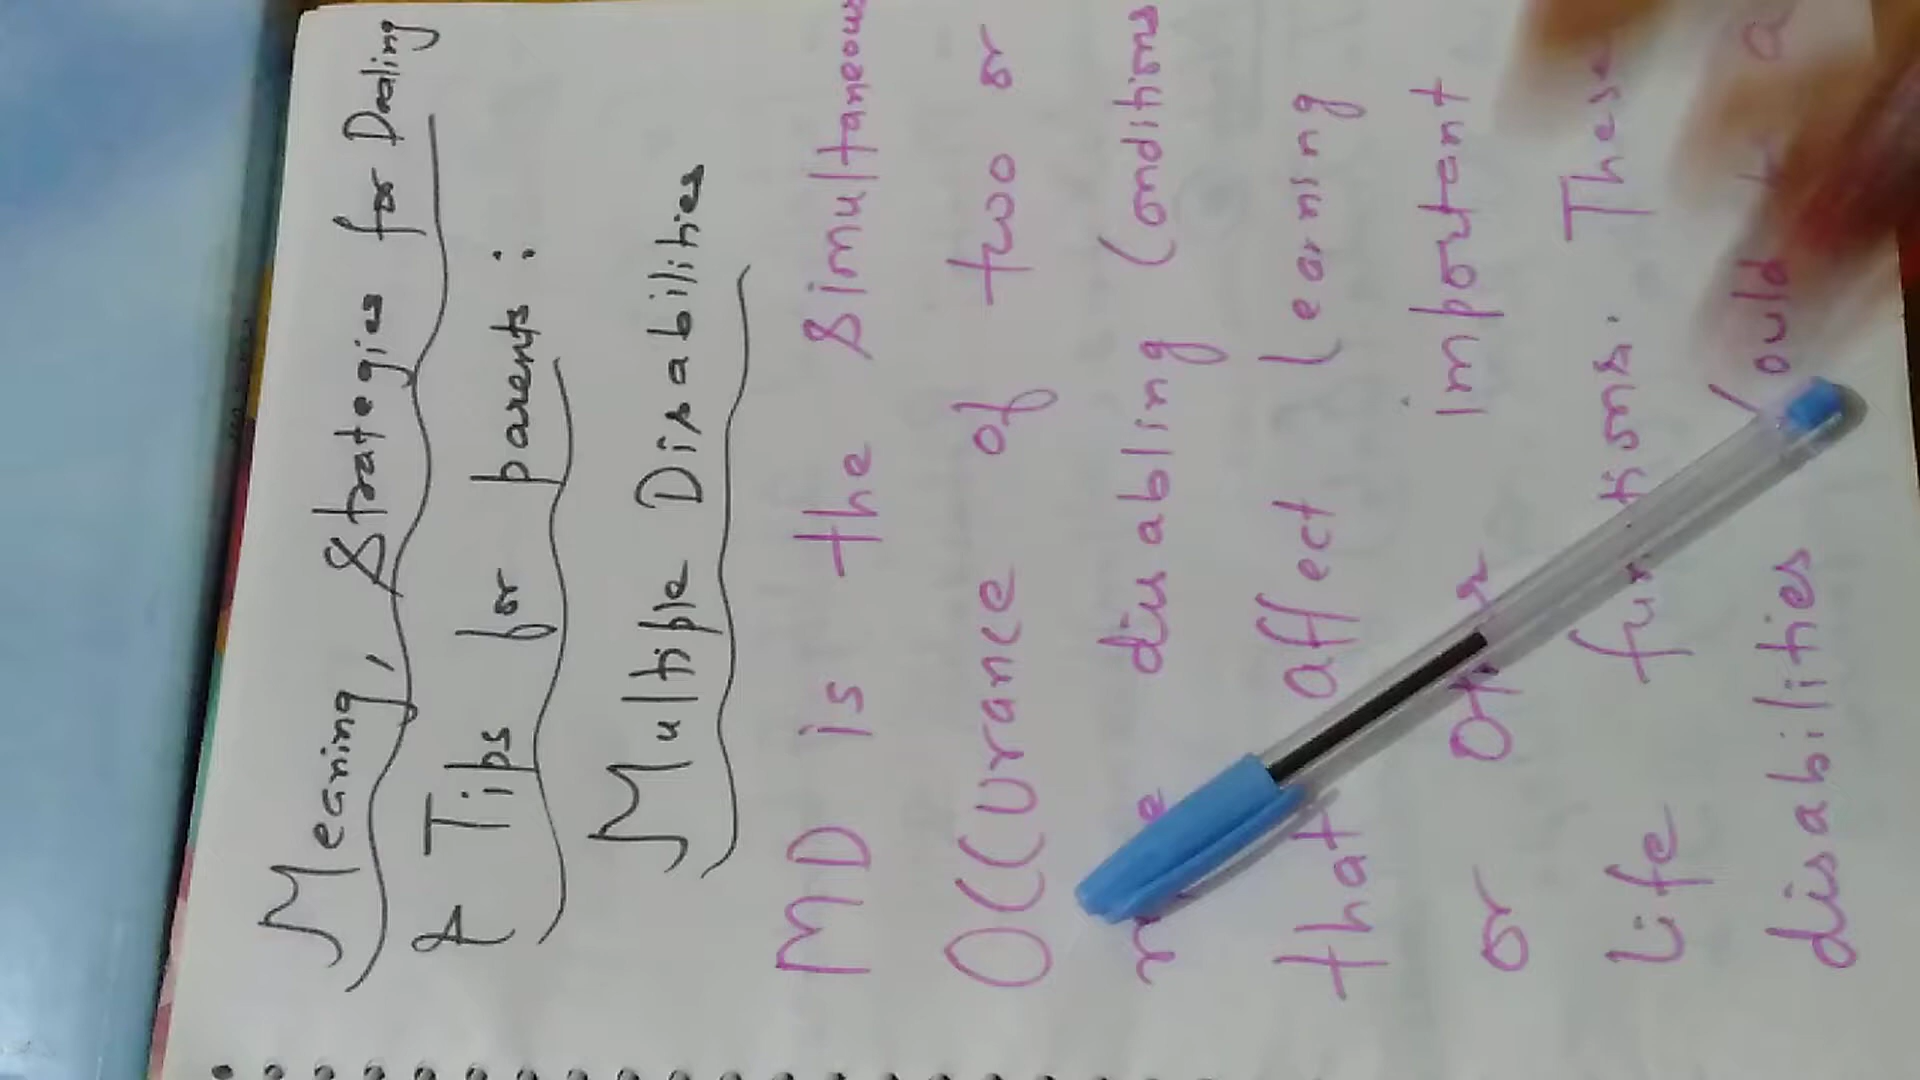 Meaning, Strategies for Dealing
& Tips for parents :
Multiple Disabilities
MD is the simultaneous
Occurance of two or
disabling Conditions
that affect learning
or important
Life These
disabilities